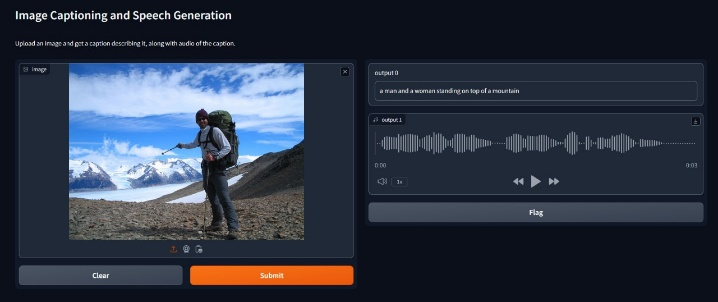 Image Captioning and Speech Generation
Upload an image and get a caption describing it, along with audio of the caption.
image
output 0
a man and a woman standing on top of a mountain
output 1
0:00
0:03
1x
Flag
Clear
Submit